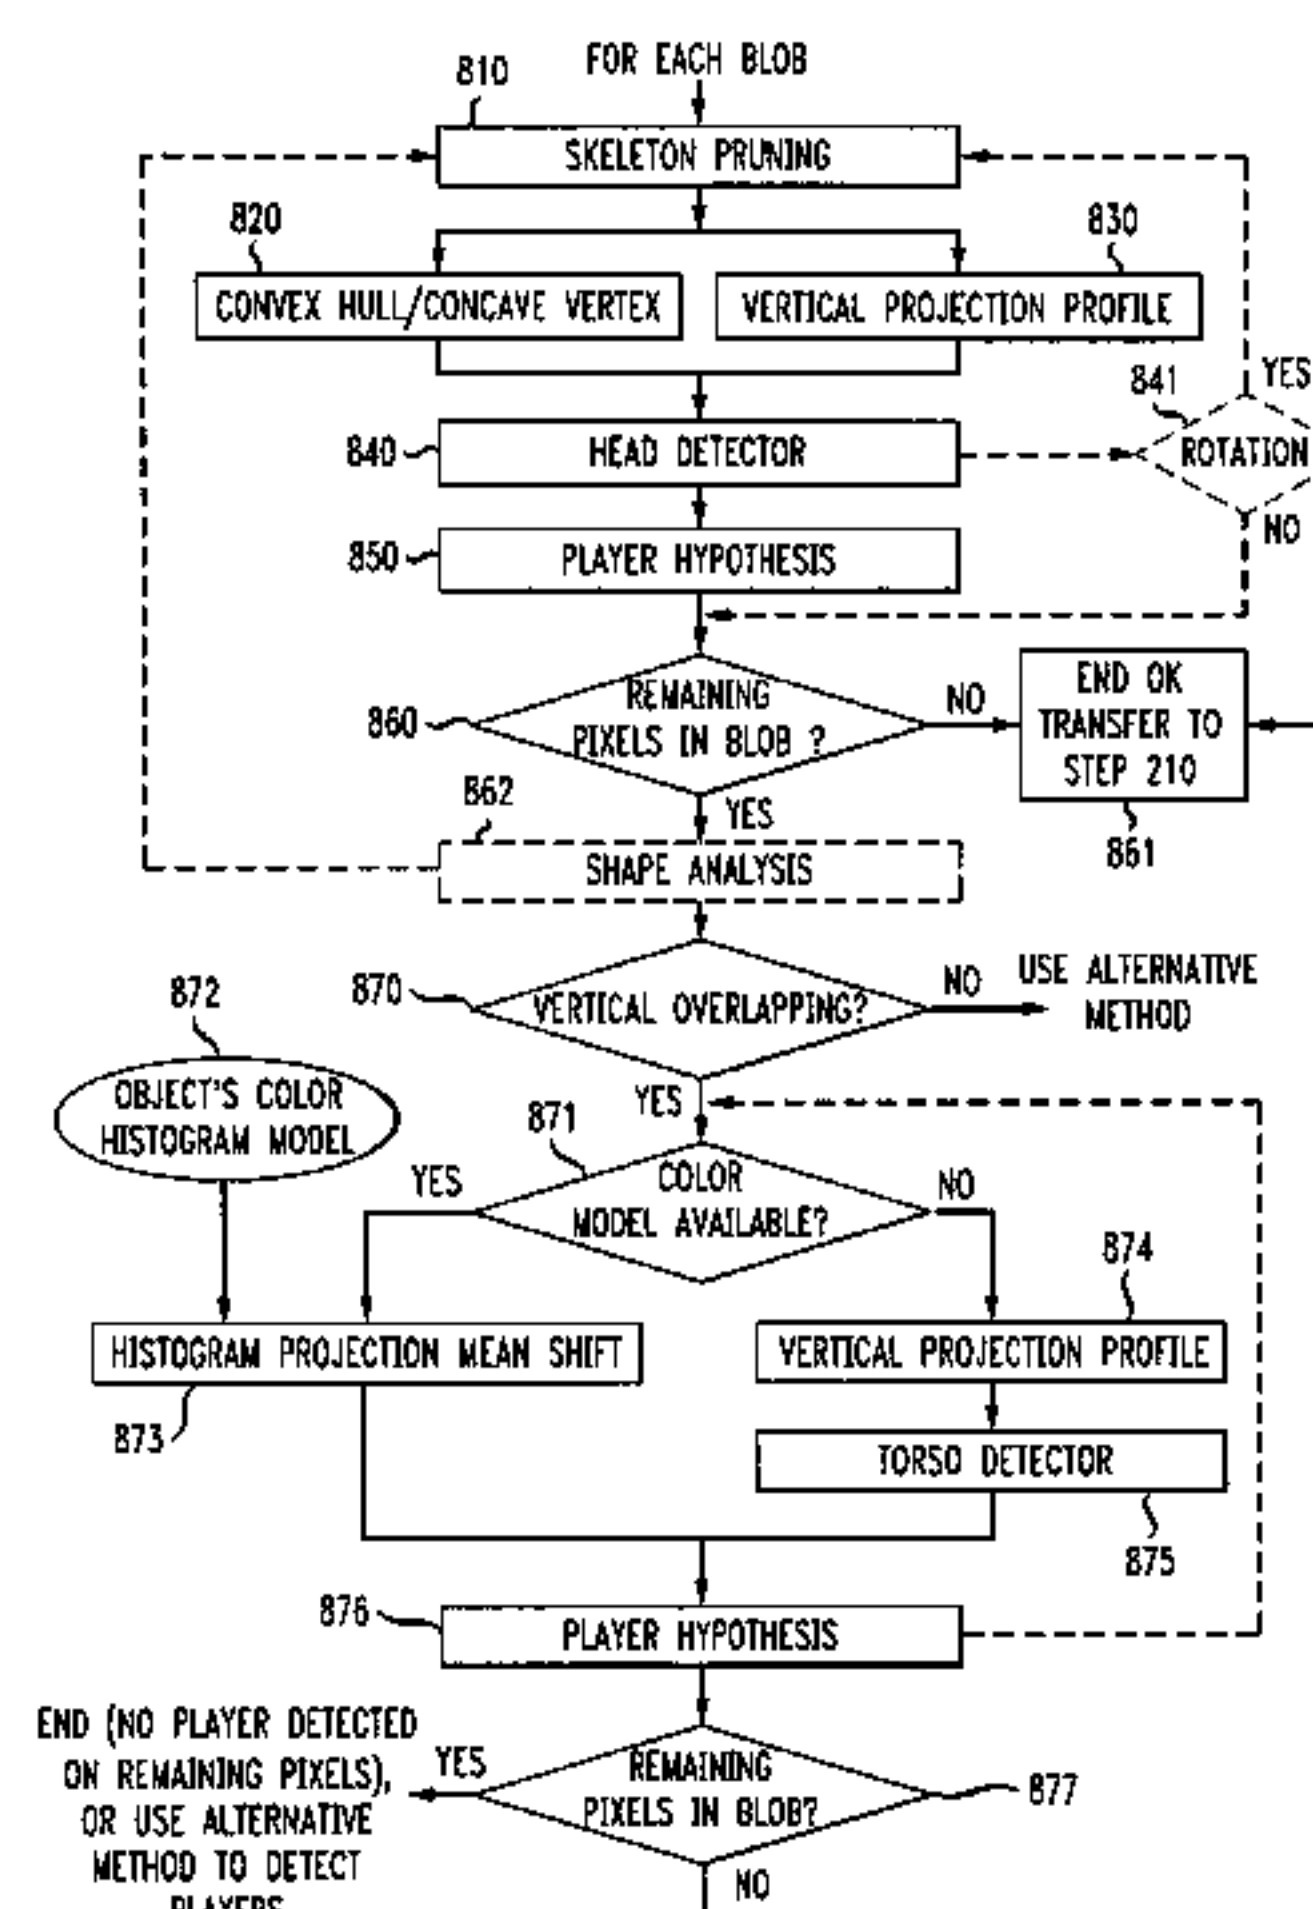 FOR EACH BLOB
810
SKELETON PRUNING
820
830
CONVEX HULL/CONCAVE VERTEX
VERTICAL PROJECTION PROFILE
YES
841
840
HEAD DETECTOR
ROTATION
850
PLAYER HYPOTHESIS
NO
860
REMAINING
PIXELS IN BLOB ?
NO
END OK
TRANSFER TO
STEP 210
861
YES
862
SHAPE ANALYSIS
870
VERTICAL OVERLAPPING?
NO
USE ALTERNATIVE
METHOD
872
OBJECT'S COLOR
HISTOGRAM MODEL
YES
871
COLOR
MODEL AVAILABLE?
YES
NO
874
HISTOGRAM PROJECTION MEAN SHIFT
VERTICAL PROJECTION PROFILE
873
TORSO DETECTOR
875
876
PLAYER HYPOTHESIS
END (NO PLAYER DETECTED
ON REMAINING PIXELS),
OR USE ALTERNATIVE
METHOD TO DETECT
PLAYERS
YES
REMAINING
PIXELS IN BLOB?
877
NO